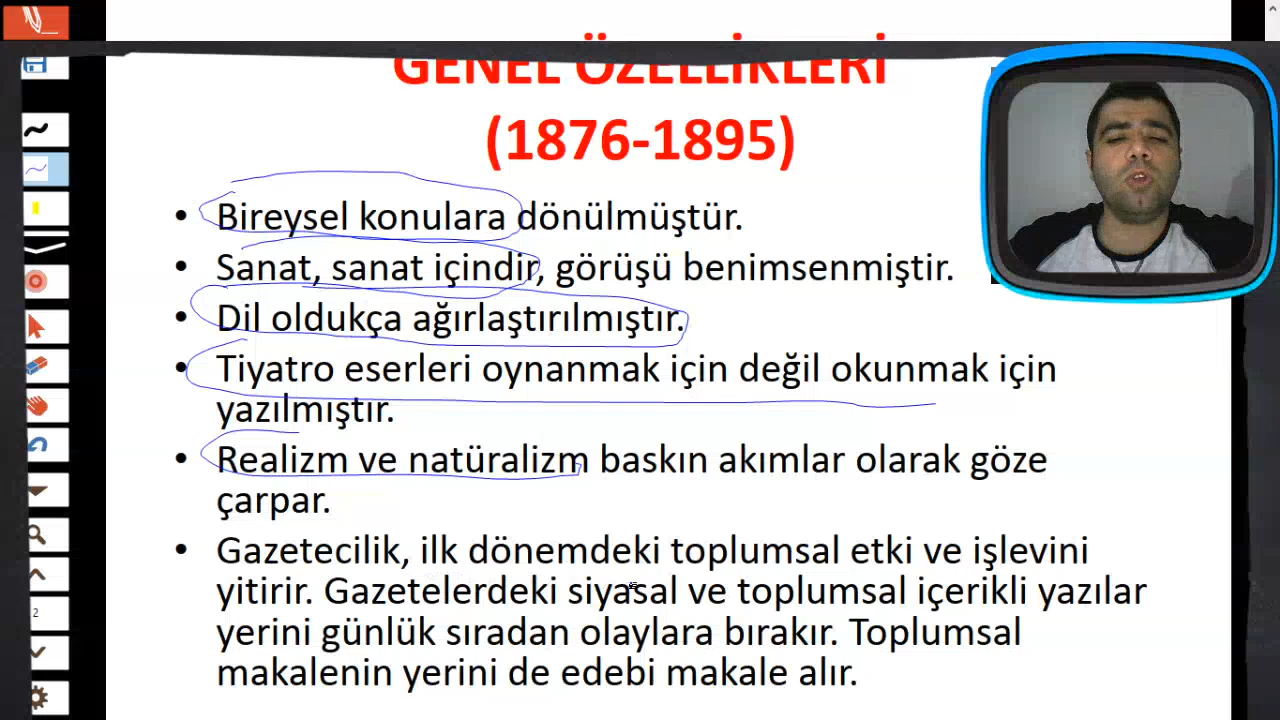 GENEL ÖZELLİKLERİ
(1876-1895)
• Bireysel konulara dönülmüştür.
• Sanat, sanat içindir, görüşü benimsenmiştir.
• Dil oldukça ağırlaştırılmıştır.
• Tiyatro eserleri oynanmak için değil okunmak için
yazılmıştır.
• Realizm ve natüralizm baskın akımlar olarak göze
çarpar.
• Gazetecilik, ilk dönemdeki toplumsal etki ve işlevini
yitirir. Gazetelerdeki siyasal ve toplumsal içerikli yazılar
yerini günlük sıradan olaylara bırakır. Toplumsal
makalenin yerini de edebi makale alır.
2